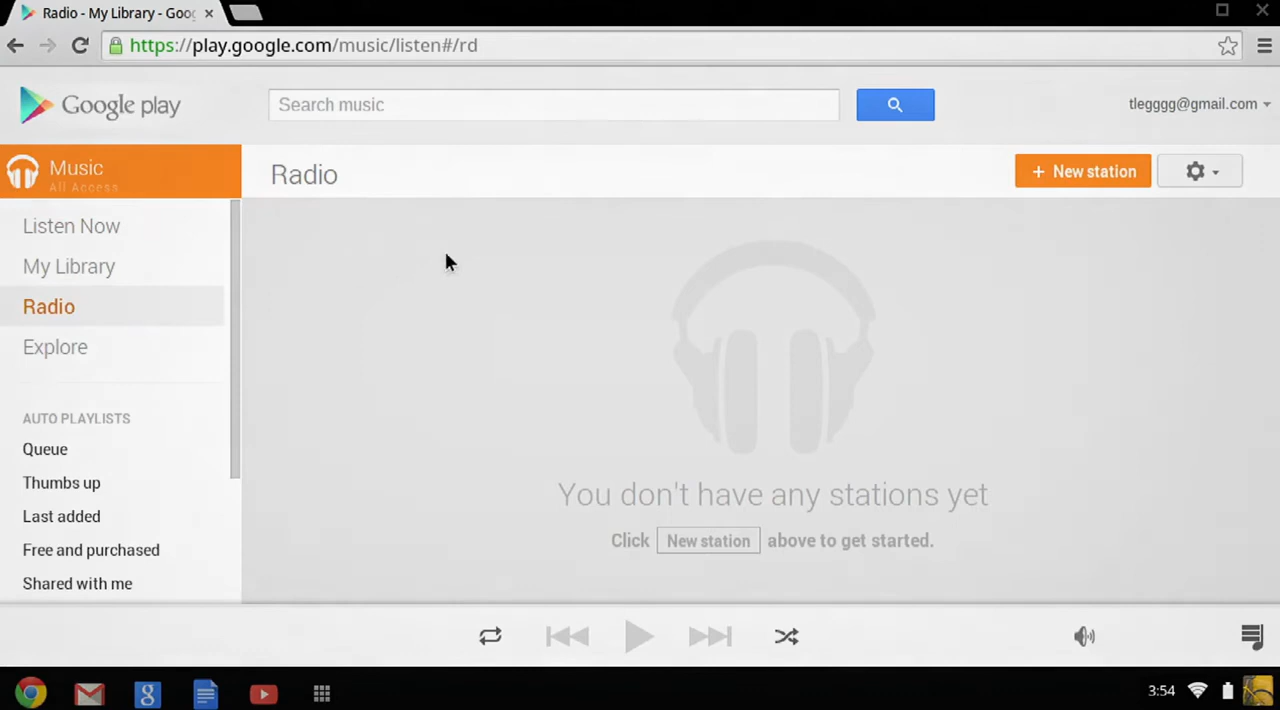 Radio - My Library - Goog
https://play.google.com/music/listen#/rd
Google play
Search music
tlegggg@gmail.com
Music
All Access
Radio
+ New station
Listen Now
My Library
Radio
Explore
AUTO PLAYLISTS
Queue
Thumbs up
Last added
Free and purchased
Shared with me
You don't have any stations yet
Click New station above to get started.
3:54